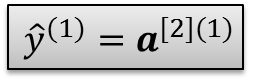 ŷ⁽¹⁾ = a[2](1)